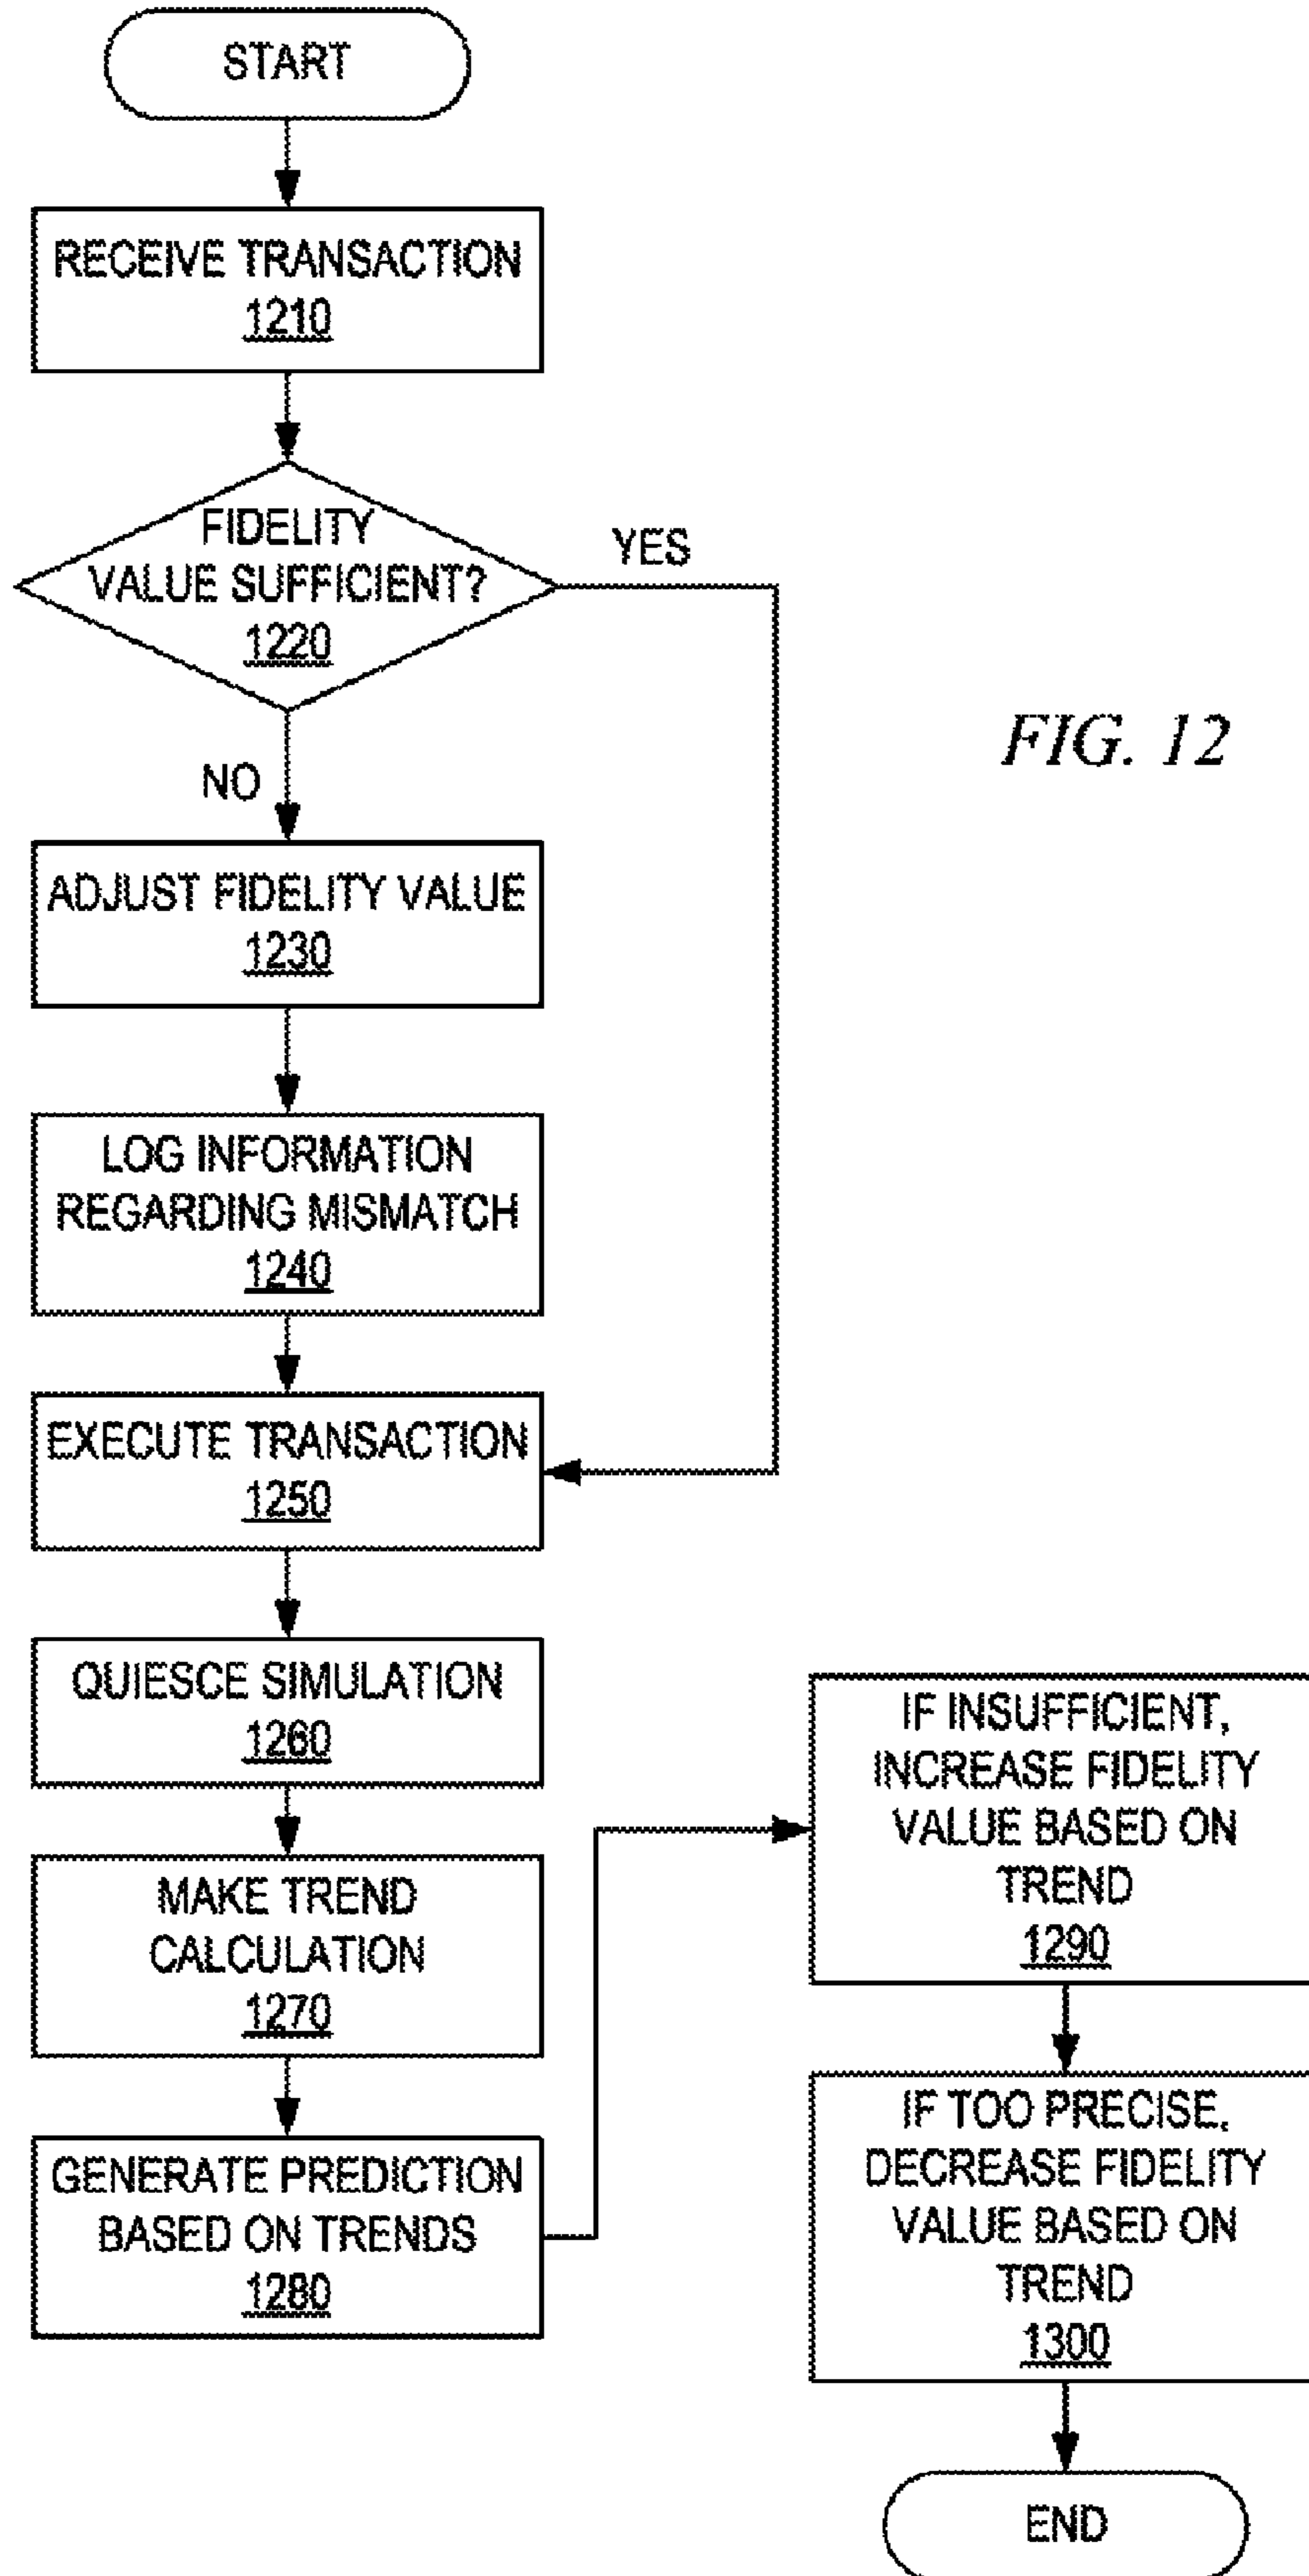 START
RECEIVE TRANSACTION
1210
FIDELITY
VALUE SUFFICIENT?
1220
YES
NO
FIG. 12
ADJUST FIDELITY VALUE
1230
LOG INFORMATION
REGARDING MISMATCH
1240
EXECUTE TRANSACTION
1250
QUIESCE SIMULATION
1260
MAKE TREND
CALCULATION
1270
GENERATE PREDICTION
BASED ON TRENDS
1280
IF INSUFFICIENT,
INCREASE FIDELITY
VALUE BASED ON
TREND
1290
IF TOO PRECISE,
DECREASE FIDELITY
VALUE BASED ON
TREND
1300
END